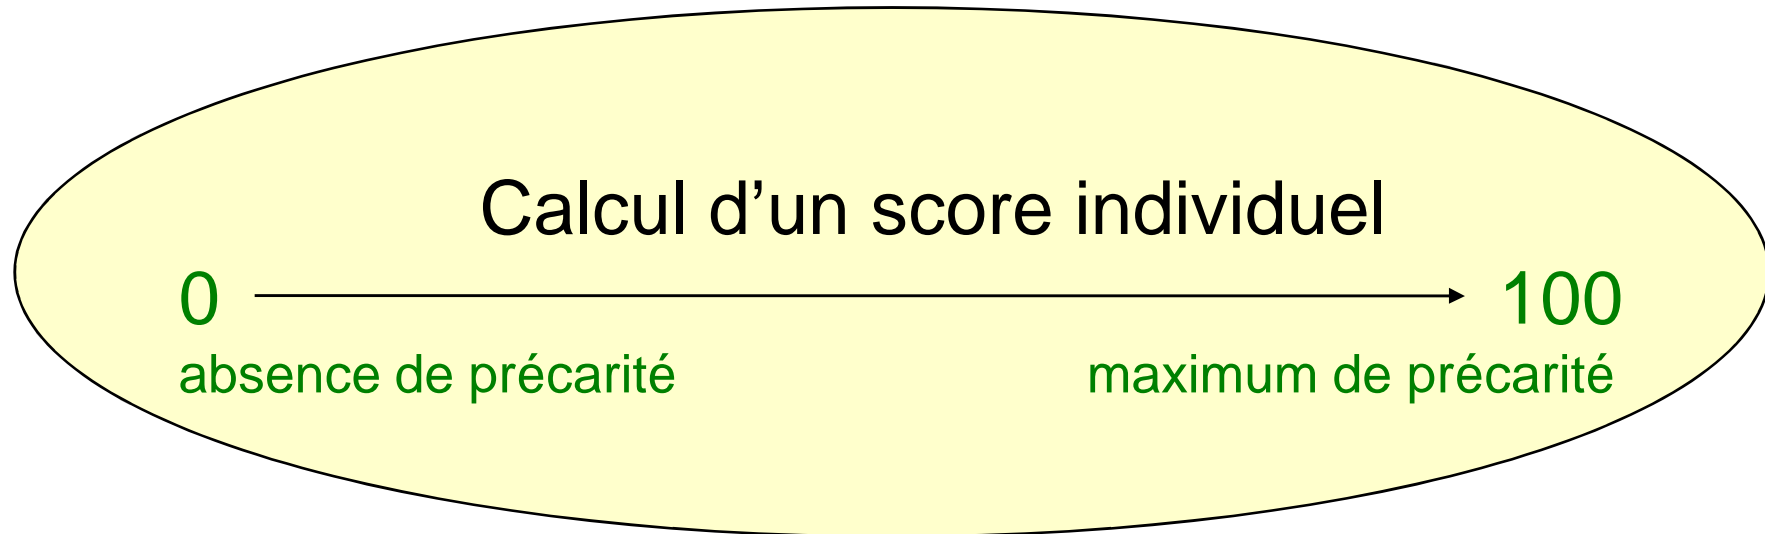 Calcul d’un score individuel
0 100
absence de précarité maximum de précarité